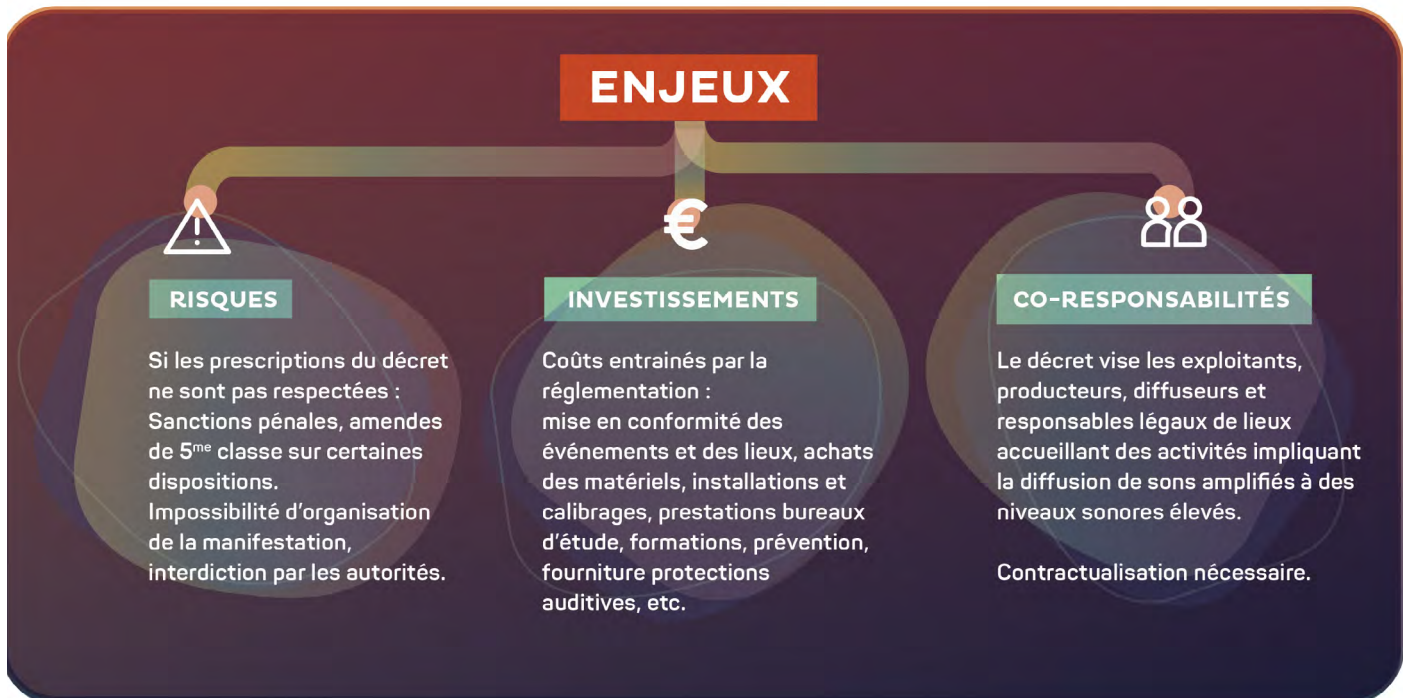 ENJEUX
RISQUES
Si les prescriptions du décret
ne sont pas respectées :
Sanctions pénales, amendes
de 5me classe sur certaines
dispositions.
Impossibilité d'organisation
de la manifestation,
interdiction par les autorités.
€
INVESTISSEMENTS
Coûts entrainés par la
réglementation :
mise en conformité des
événements et des lieux, achats
des matériels, installations et
calibrages, prestations bureaux
d'étude, formations, prévention,
fourniture protections
auditives, etc.
CO-RESPONSABILITÉS
Le décret vise les exploitants,
producteurs, diffuseurs et
responsables légaux de lieux
accueillant des activités impliquant
la diffusion de sons amplifiés à des
niveaux sonores élevés.
Contractualisation nécessaire.